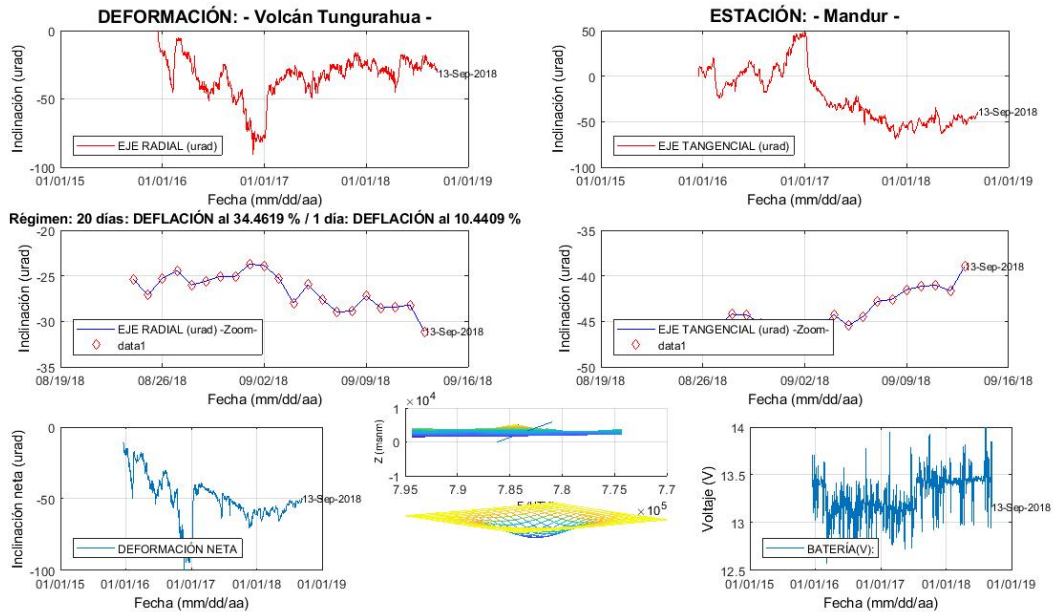 DEFORMACIÓN: - Volcán Tungurahua -
ESTACIÓN: - Mandur -
Inclinación (urad)
0
-50
-100
13-Sep-2018
EJE RADIAL (urad)
01/01/15 01/01/16 01/01/17 01/01/18 01/01/19
Fecha (mm/dd/aa)
Inclinación (urad)
50
0
-50
-100
13-Sep-2018
EJE TANGENCIAL (urad)
01/01/15 01/01/16 01/01/17 01/01/18 01/01/19
Fecha (mm/dd/aa)
Régimen: 20 días: DEFLACIÓN al 34.4619 % / 1 día: DEFLACIÓN al 10.4409 %
Inclinación (urad)
-20
-25
-30
-35
13-Sep-2018
EJE RADIAL (urad) -Zoom-
data1
08/19/18 08/26/18 09/02/18 09/09/18 09/16/18
Fecha (mm/dd/aa)
Inclinación (urad)
-35
-40
-45
-50
13-Sep-2018
EJE TANGENCIAL (urad) -Zoom-
data1
08/19/18 08/26/18 09/02/18 09/09/18 09/16/18
Fecha (mm/dd/aa)
Inclinación neta (urad)
0
-50
-100
13-Sep-2018
DEFORMACIÓN NETA
01/01/15 01/01/16 01/01/17 01/01/18 01/01/19
Fecha (mm/dd/aa)
× 10^4
Z (msnm)
1
0
-1
7.95 7.9 7.85 7.8 7.75 7.7
× 10^5
Voltaje (V)
14
13.5
13
12.5
13-Sep-2018
BATERÍA(V):
01/01/15 01/01/16 01/01/17 01/01/18 01/01/19
Fecha (mm/dd/aa)